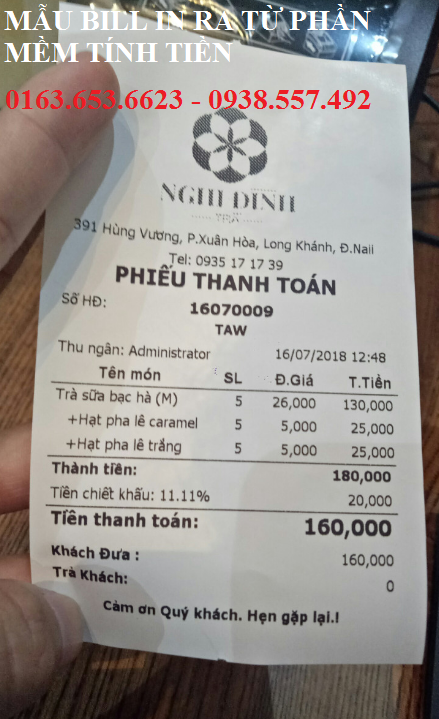 MẪU BILL IN RA TỪ PHẦN
MỀM TÍNH TIỀN
0163.653.6623 - 0938.557.492
NGHI ĐÌNH
TRÀ
391 Hùng Vương, P.Xuân Hòa, Long Khánh, Đ.Naii
Tel: 0935 17 17 39
PHIẾU THANH TOÁN
Số HĐ: 16070009
TAW
Thu ngân: Administrator 16/07/2018 12:48
Tên món SL Đ.Giá T.Tiền
Trà sữa bạc hà (M) 5 26,000 130,000
+Hạt pha lê caramel 5 5,000 25,000
+Hạt pha lê trắng 5 5,000 25,000
Thành tiền: 180,000
Tiền chiết khấu: 11.11% 20,000
Tiền thanh toán: 160,000
Khách Đưa : 160,000
Trả Khách: 0
Cảm ơn Quý khách. Hẹn gặp lại.!